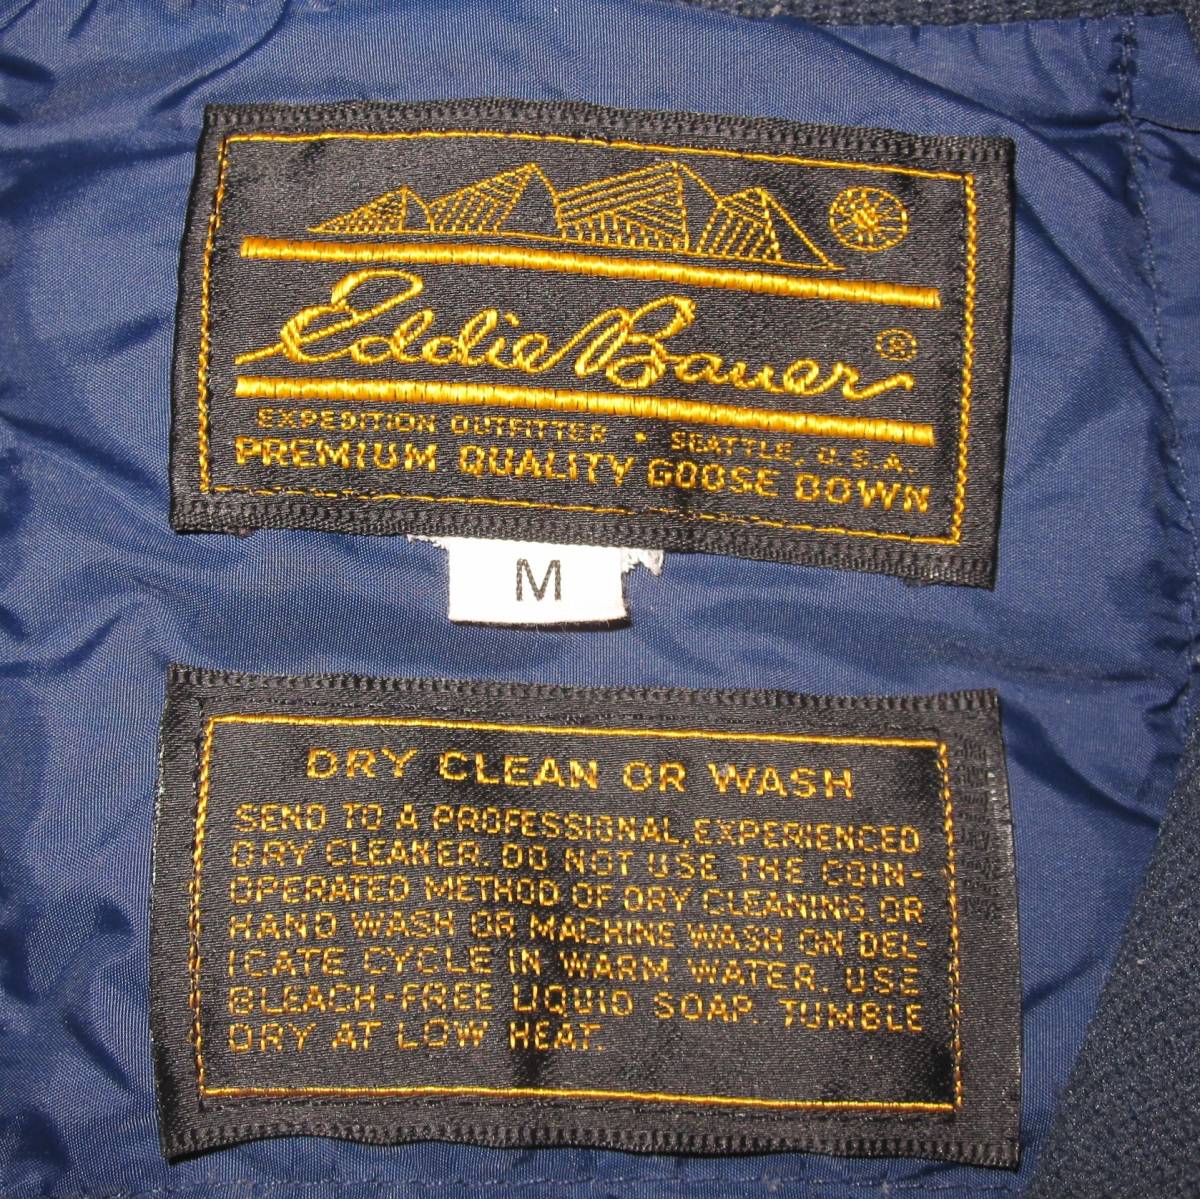 Eddie Bauer ®
EXPEDITION OUTFITTER • SEATTLE, U.S.A.
PREMIUM QUALITY GOOSE DOWN
M
DRY CLEAN OR WASH
SEND TO A PROFESSIONAL, EXPERIENCED
DRY CLEANER. DO NOT USE THE COIN-
OPERATED METHOD OF DRY CLEANING. OR
HAND WASH OR MACHINE WASH ON DEL-
ICATE CYCLE IN WARM WATER. USE
BLEACH-FREE LIQUID SOAP. TUMBLE
DRY AT LOW HEAT.